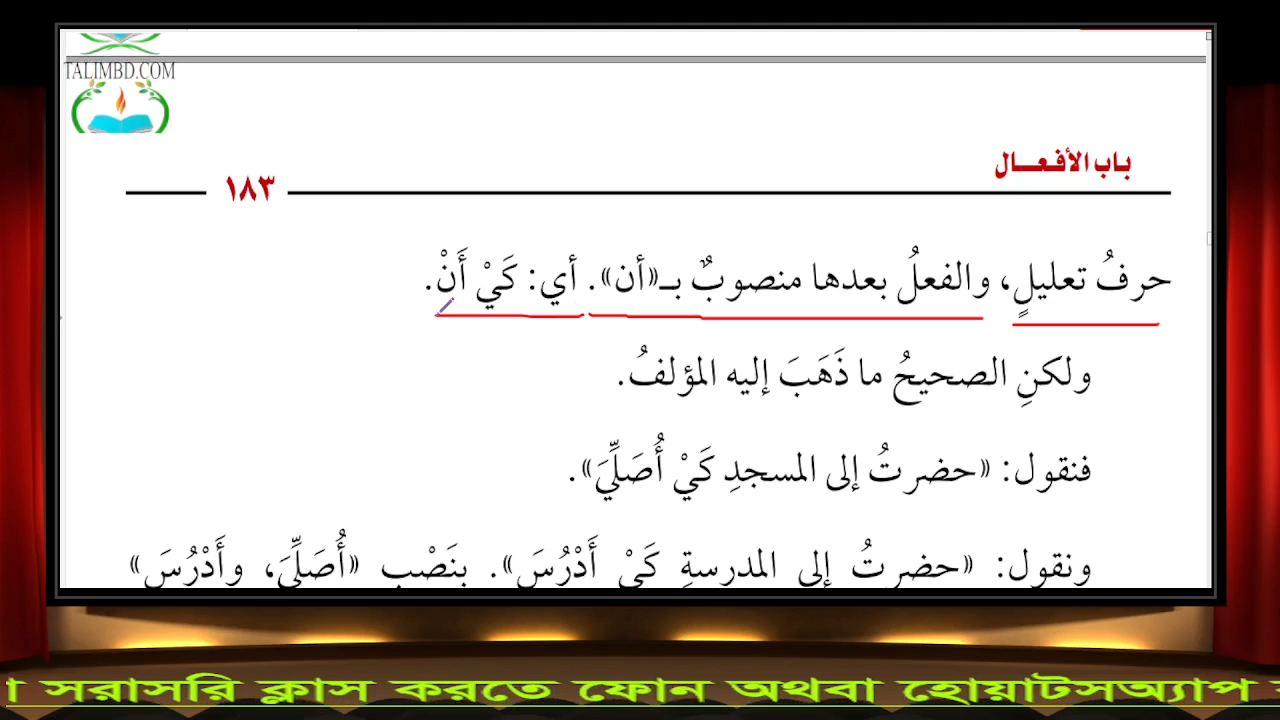 TALIMBD.COM
باب الأفعـــال
١٨٣
حرفُ تعليلٍ، والفعلُ بعدها منصوبٌ بـ«أن». أي: كَيْ أَنْ.
ولكنِ الصحيحُ ما ذَهَبَ إليه المؤلفُ.
فنقول: «حضرتُ إلى المسجدِ كَيْ أُصَلِّيَ».
ونقول: «حضرتُ إلى المدرسةِ كَيْ أَدْرُسَ». بنَصْب «أُصَلِّيَ، وأَدْرُسَ»
সরাসরি ক্লাস করতে ফোন অথবা হোয়াটসঅ্যাপ